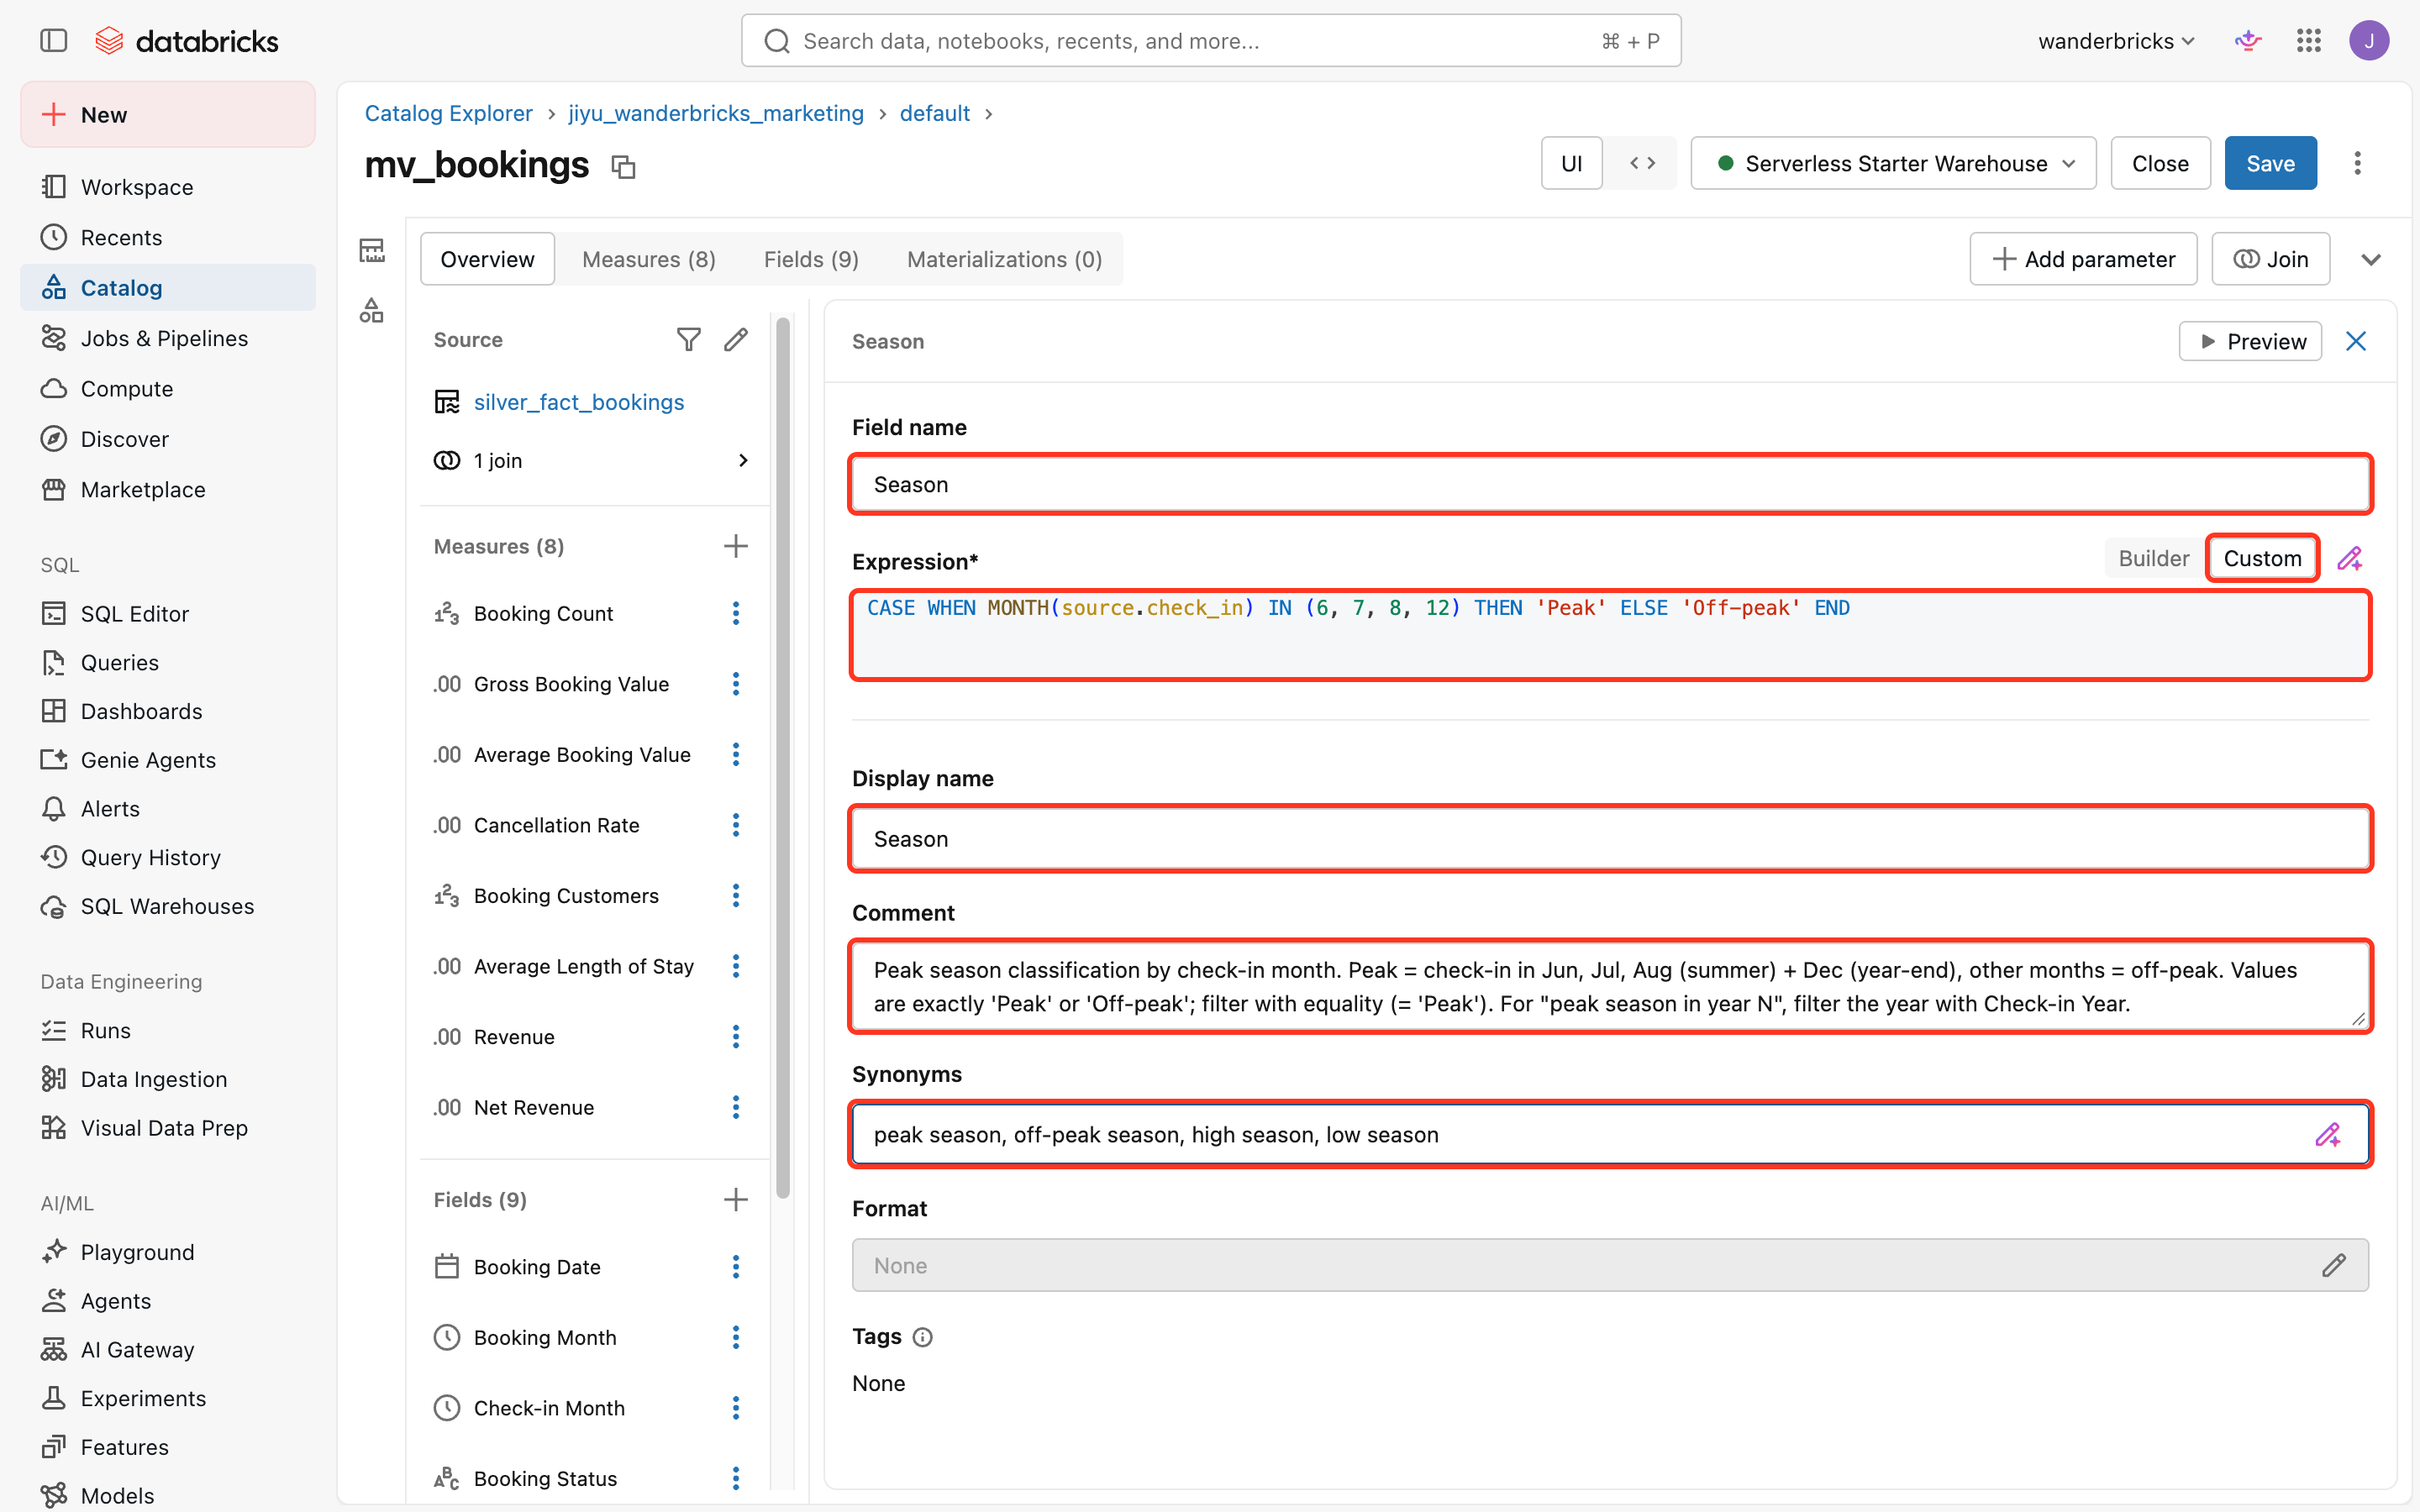 databricks
Search data, notebooks, recents, and more...
⌘ + P
wanderbricks
J
New
Workspace
Recents
Catalog
Jobs & Pipelines
Compute
Discover
Marketplace
SQL
SQL Editor
Queries
Dashboards
Genie Agents
Alerts
Query History
SQL Warehouses
Data Engineering
Runs
Data Ingestion
Visual Data Prep
AI/ML
Playground
Agents
AI Gateway
Experiments
Features
Models
Catalog Explorer › jiyu_wanderbricks_marketing › default ›
mv_bookings
UI
Serverless Starter Warehouse
Close
Save
Overview
Measures (8)
Fields (9)
Materializations (0)
Add parameter
Join
Source
silver_fact_bookings
1 join
Measures (8)
Booking Count
.00 Gross Booking Value
.00 Average Booking Value
.00 Cancellation Rate
Booking Customers
.00 Average Length of Stay
.00 Revenue
.00 Net Revenue
Fields (9)
Booking Date
Booking Month
Check-in Month
Booking Status
Season
Preview
Field name
Season
Expression*
Builder
Custom
CASE WHEN MONTH(source.check_in) IN (6, 7, 8, 12) THEN 'Peak' ELSE 'Off-peak' END
Display name
Season
Comment
Peak season classification by check-in month. Peak = check-in in Jun, Jul, Aug (summer) + Dec (year-end), other months = off-peak. Values
are exactly 'Peak' or 'Off-peak'; filter with equality (= 'Peak'). For "peak season in year N", filter the year with Check-in Year.
Synonyms
peak season, off-peak season, high season, low season
Format
None
Tags
None